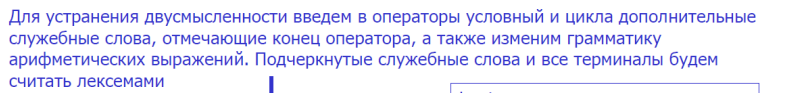 Для устранения двусмысленности введем в операторы условный и цикла дополнительные
служебные слова, отмечающие конец оператора, а также изменим грамматику
арифметических выражений. Подчеркнутые служебные слова и все терминалы будем
считать лексемами